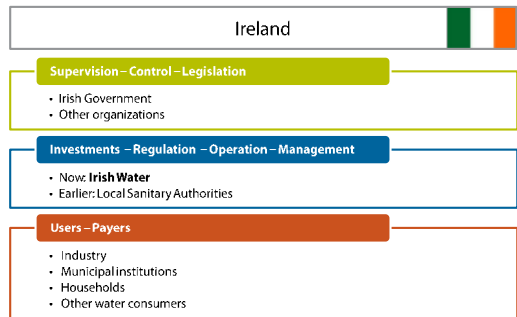 Ireland
Supervision – Control – Legislation
• Irish Government
• Other organizations
Investments – Regulation – Operation – Management
• Now: Irish Water
• Earlier: Local Sanitary Authorities
Users – Payers
• Industry
• Municipal institutions
• Households
• Other water consumers